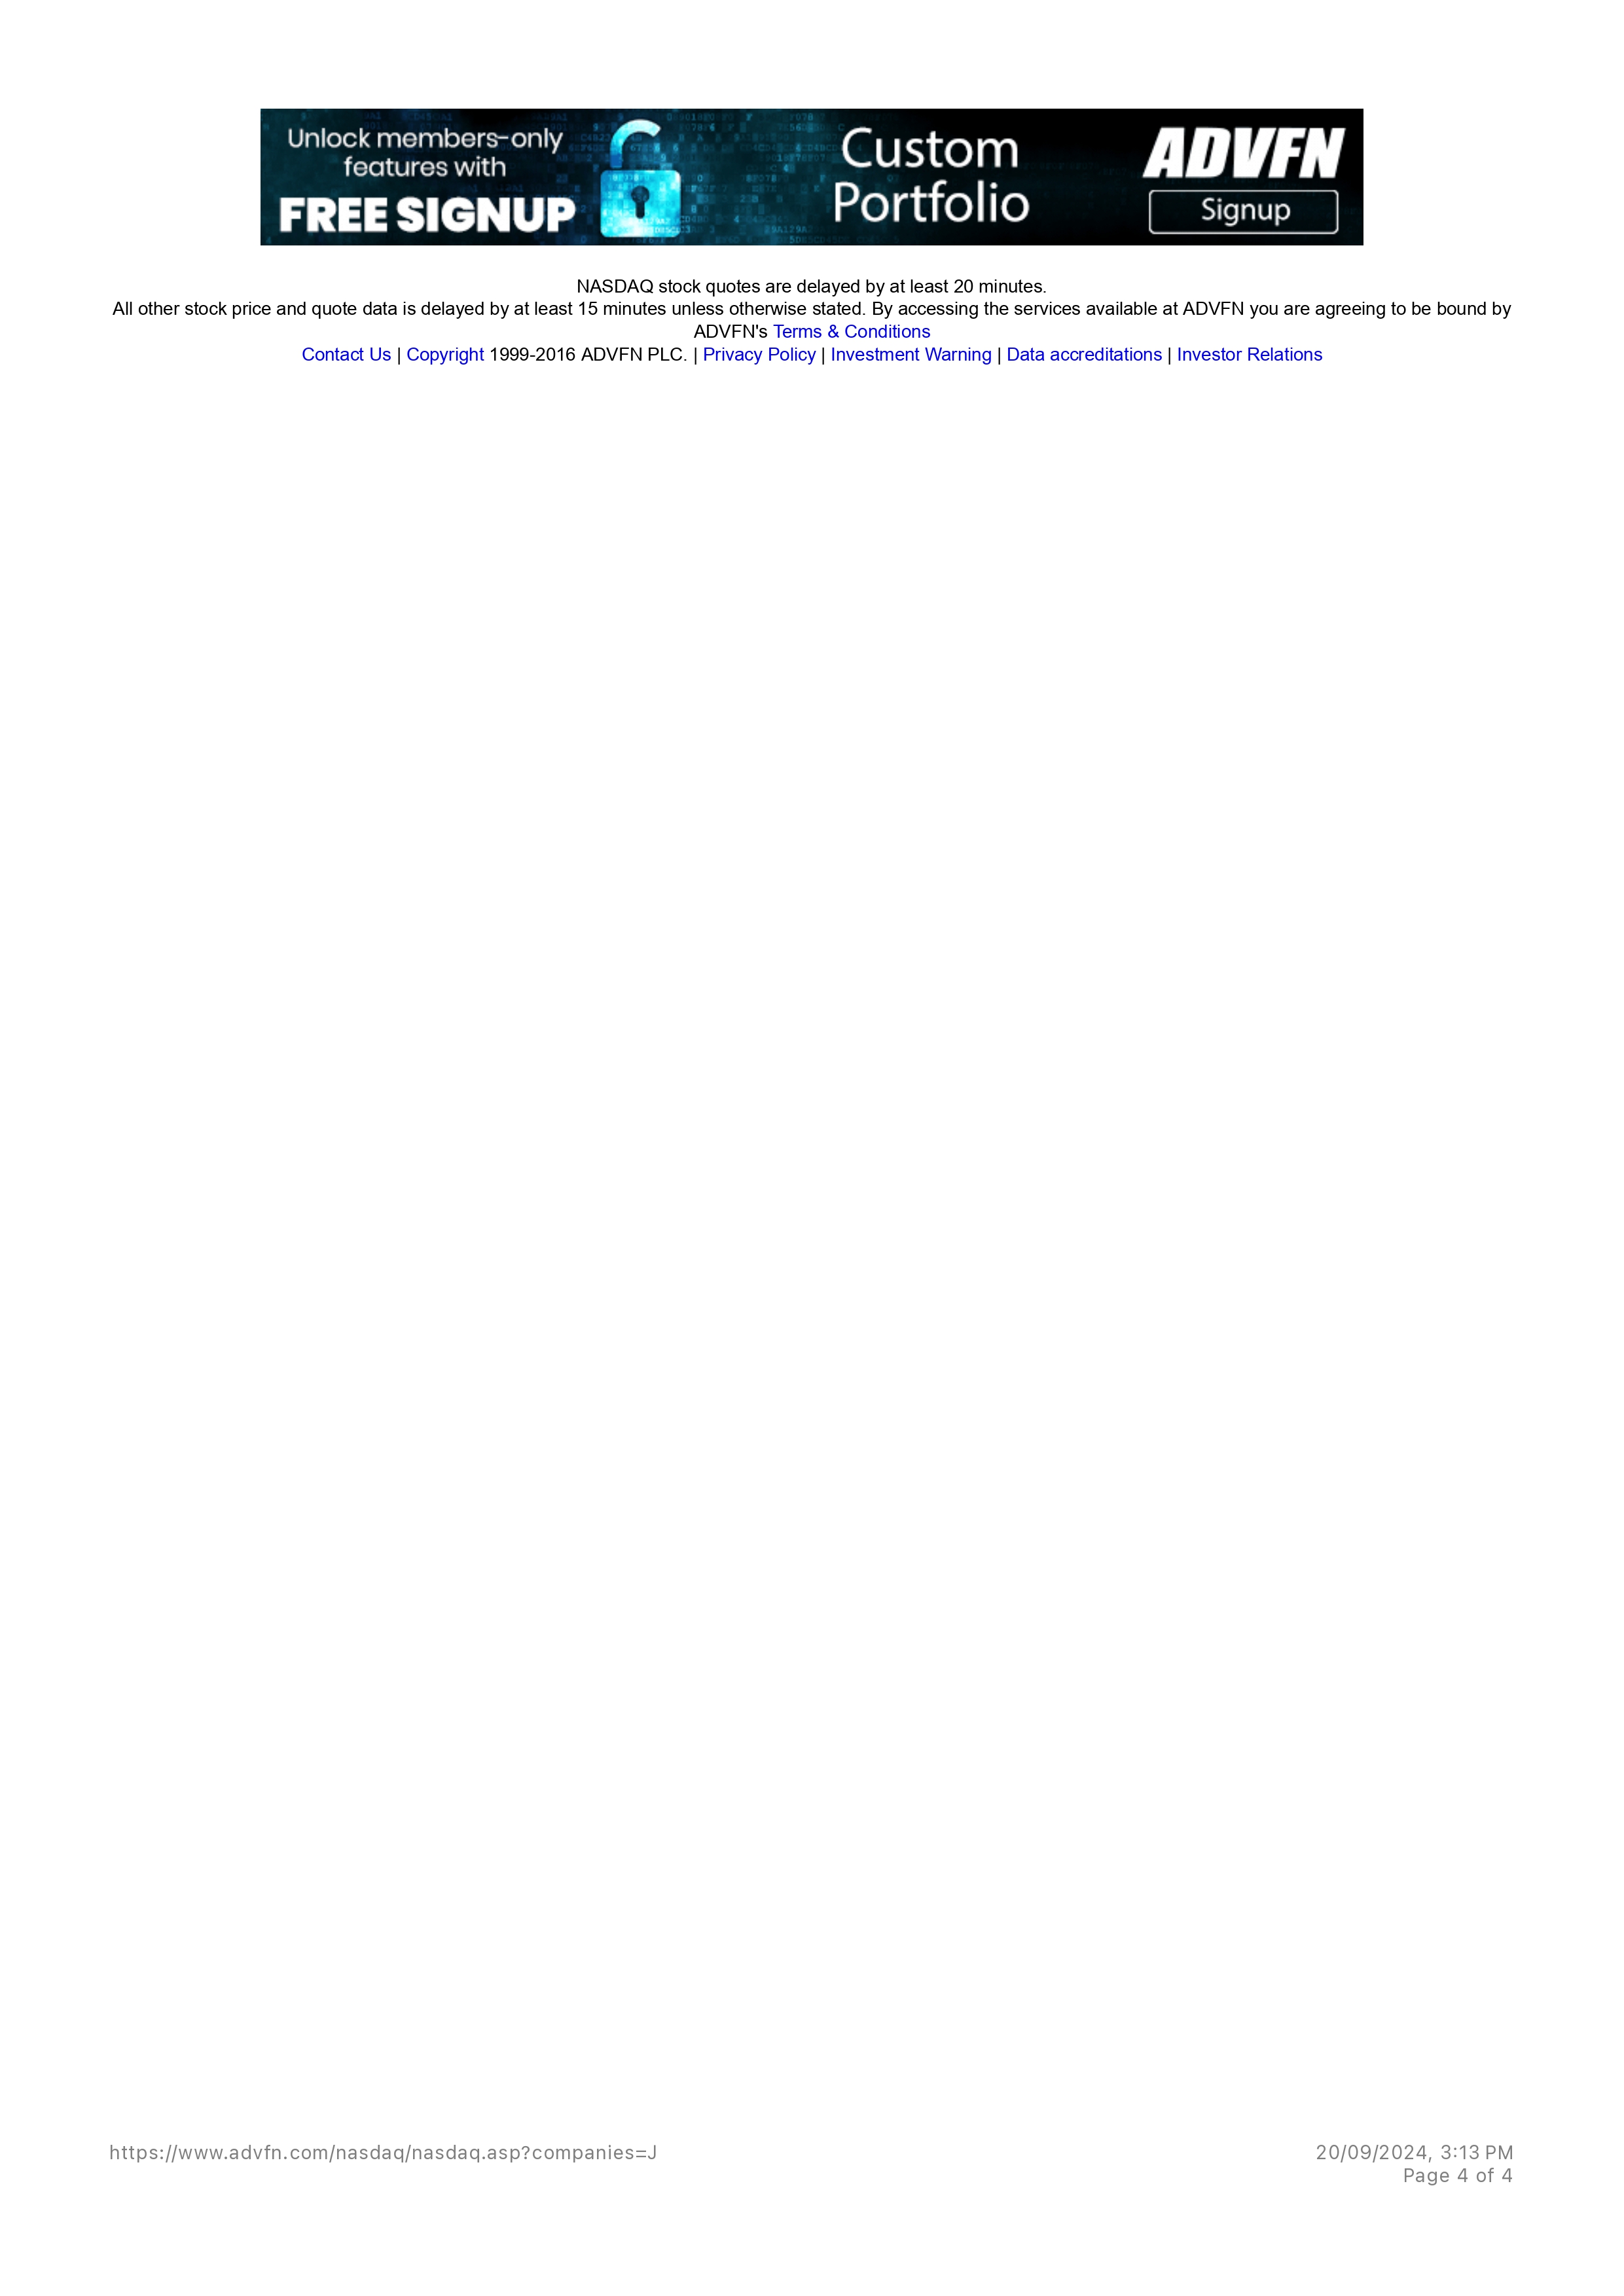 Unlock members-only
features with
FREE SIGNUP
Custom
Portfolio
ADVFN
Signup
NASDAQ stock quotes are delayed by at least 20 minutes.
All other stock price and quote data is delayed by at least 15 minutes unless otherwise stated. By accessing the services available at ADVFN you are agreeing to be bound by
ADVFN's Terms & Conditions
Contact Us | Copyright 1999-2016 ADVFN PLC. | Privacy Policy | Investment Warning | Data accreditations | Investor Relations
https://www.advfn.com/nasdaq/nasdaq.asp?companies=J
20/09/2024, 3:13 PM
Page 4 of 4